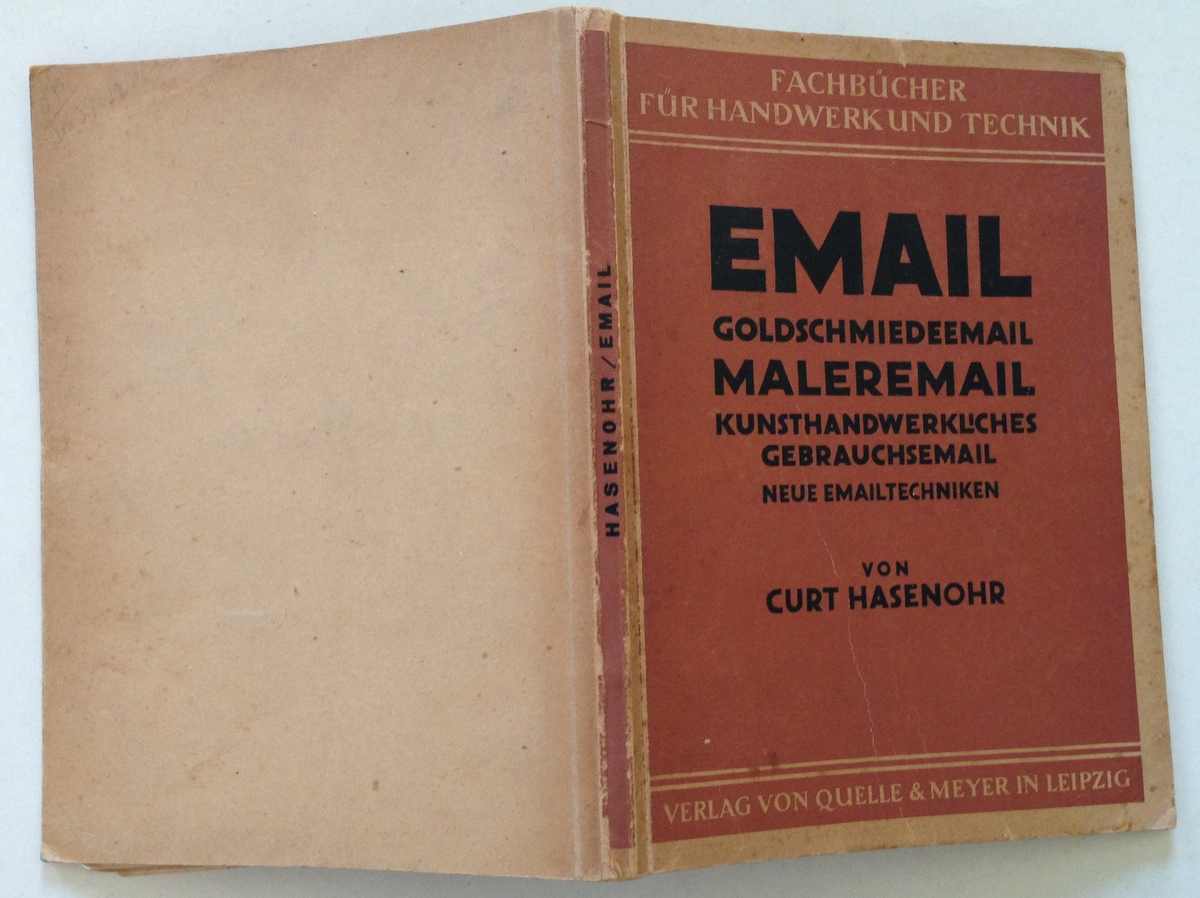 FACHBÜCHER
FÜR HANDWERK UND TECHNIK
EMAIL
GOLDSCHMIEDEEMAIL
MALEREMAIL
KUNSTHANDWERKLICHES
GEBRAUCHSEMAIL
NEUE EMAILTECHNIKEN
VON
CURT HASENOHR
VERLAG VON QUELLE & MEYER IN LEIPZIG
HASENOHR / EMAIL